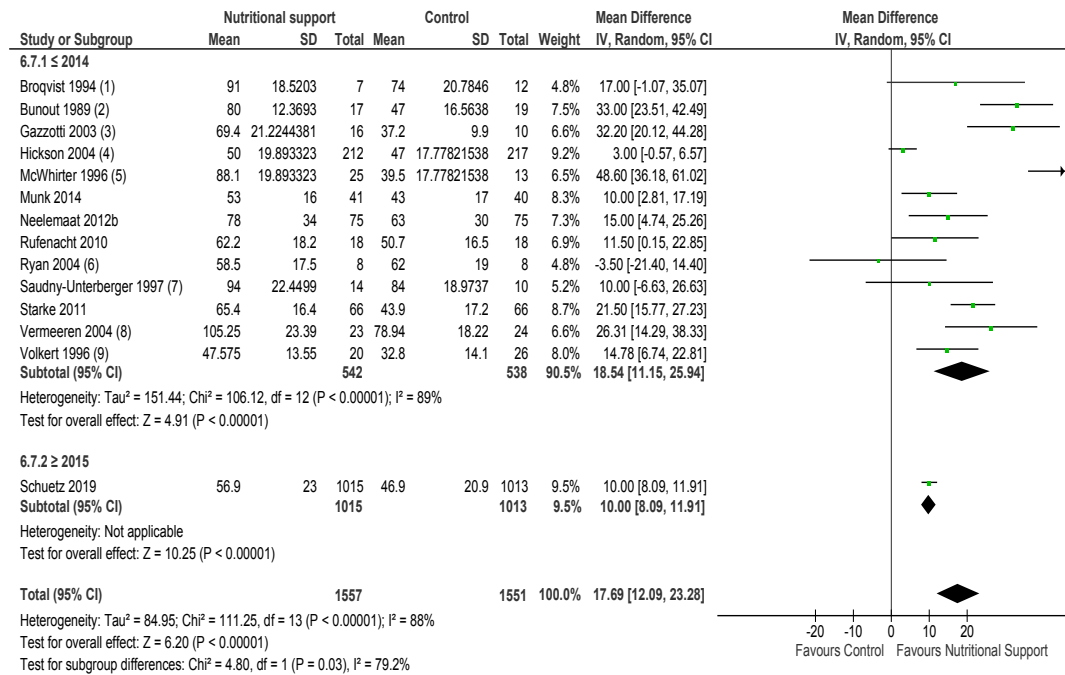 Nutritional support Control Mean Difference Mean Difference
Study or Subgroup Mean SD Total Mean SD Total Weight IV, Random, 95% CI IV, Random, 95% CI
6.7.1 ≤ 2014
Broqvist 1994 (1) 91 18.5203 7 74 20.7846 12 4.8% 17.00 [-1.07, 35.07]
Bunout 1989 (2) 80 12.3693 17 47 16.5638 19 7.5% 33.00 [23.51, 42.49]
Gazzotti 2003 (3) 69.4 21.2244381 16 37.2 9.9 10 6.6% 32.20 [20.12, 44.28]
Hickson 2004 (4) 50 19.893323 212 47 17.77821538 217 9.2% 3.00 [-0.57, 6.57]
McWhirter 1996 (5) 88.1 19.893323 25 39.5 17.77821538 13 6.5% 48.60 [36.18, 61.02]
Munk 2014 53 16 41 43 17 40 8.3% 10.00 [2.81, 17.19]
Neelemaat 2012b 78 34 75 63 30 75 7.3% 15.00 [4.74, 25.26]
Rufenacht 2010 62.2 18.2 18 50.7 16.5 18 6.9% 11.50 [0.15, 22.85]
Ryan 2004 (6) 58.5 17.5 8 62 19 8 4.8% -3.50 [-21.40, 14.40]
Saudny-Unterberger 1997 (7) 94 22.4499 14 84 18.9737 10 5.2% 10.00 [-6.63, 26.63]
Starke 2011 65.4 16.4 66 43.9 17.2 66 8.7% 21.50 [15.77, 27.23]
Vermeeren 2004 (8) 105.25 23.39 23 78.94 18.22 24 6.6% 26.31 [14.29, 38.33]
Volkert 1996 (9) 47.575 13.55 20 32.8 14.1 26 8.0% 14.78 [6.74, 22.81]
Subtotal (95% CI) 542 538 90.5% 18.54 [11.15, 25.94]
Heterogeneity: Tau² = 151.44; Chi² = 106.12, df = 12 (P < 0.00001); I² = 89%
Test for overall effect: Z = 4.91 (P < 0.00001)
6.7.2 ≥ 2015
Schuetz 2019 56.9 23 1015 46.9 20.9 1013 9.5% 10.00 [8.09, 11.91]
Subtotal (95% CI) 1015 1013 9.5% 10.00 [8.09, 11.91]
Heterogeneity: Not applicable
Test for overall effect: Z = 10.25 (P < 0.00001)
Total (95% CI) 1557 1551 100.0% 17.69 [12.09, 23.28]
Heterogeneity: Tau² = 84.95; Chi² = 111.25, df = 13 (P < 0.00001); I² = 88%
Test for overall effect: Z = 6.20 (P < 0.00001)
Test for subgroup differences: Chi² = 4.80, df = 1 (P = 0.03), I² = 79.2%
-20 -10 0 10 20
Favours Control Favours Nutritional Support